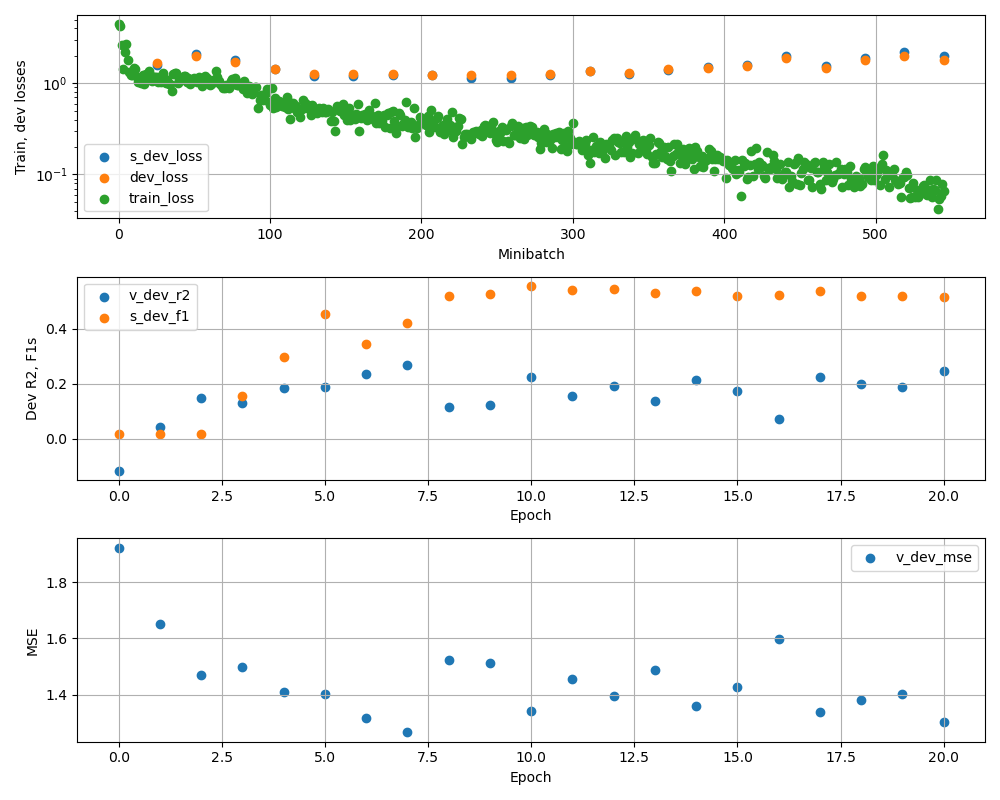 Train, dev losses
10⁰
10⁻¹
s_dev_loss
dev_loss
train_loss
0 100 200 300 400 500
Minibatch
Dev R2, F1s
0.4
0.2
0.0
v_dev_r2
s_dev_f1
0.0 2.5 5.0 7.5 10.0 12.5 15.0 17.5 20.0
Epoch
MSE
1.8
1.6
1.4
v_dev_mse
0.0 2.5 5.0 7.5 10.0 12.5 15.0 17.5 20.0
Epoch